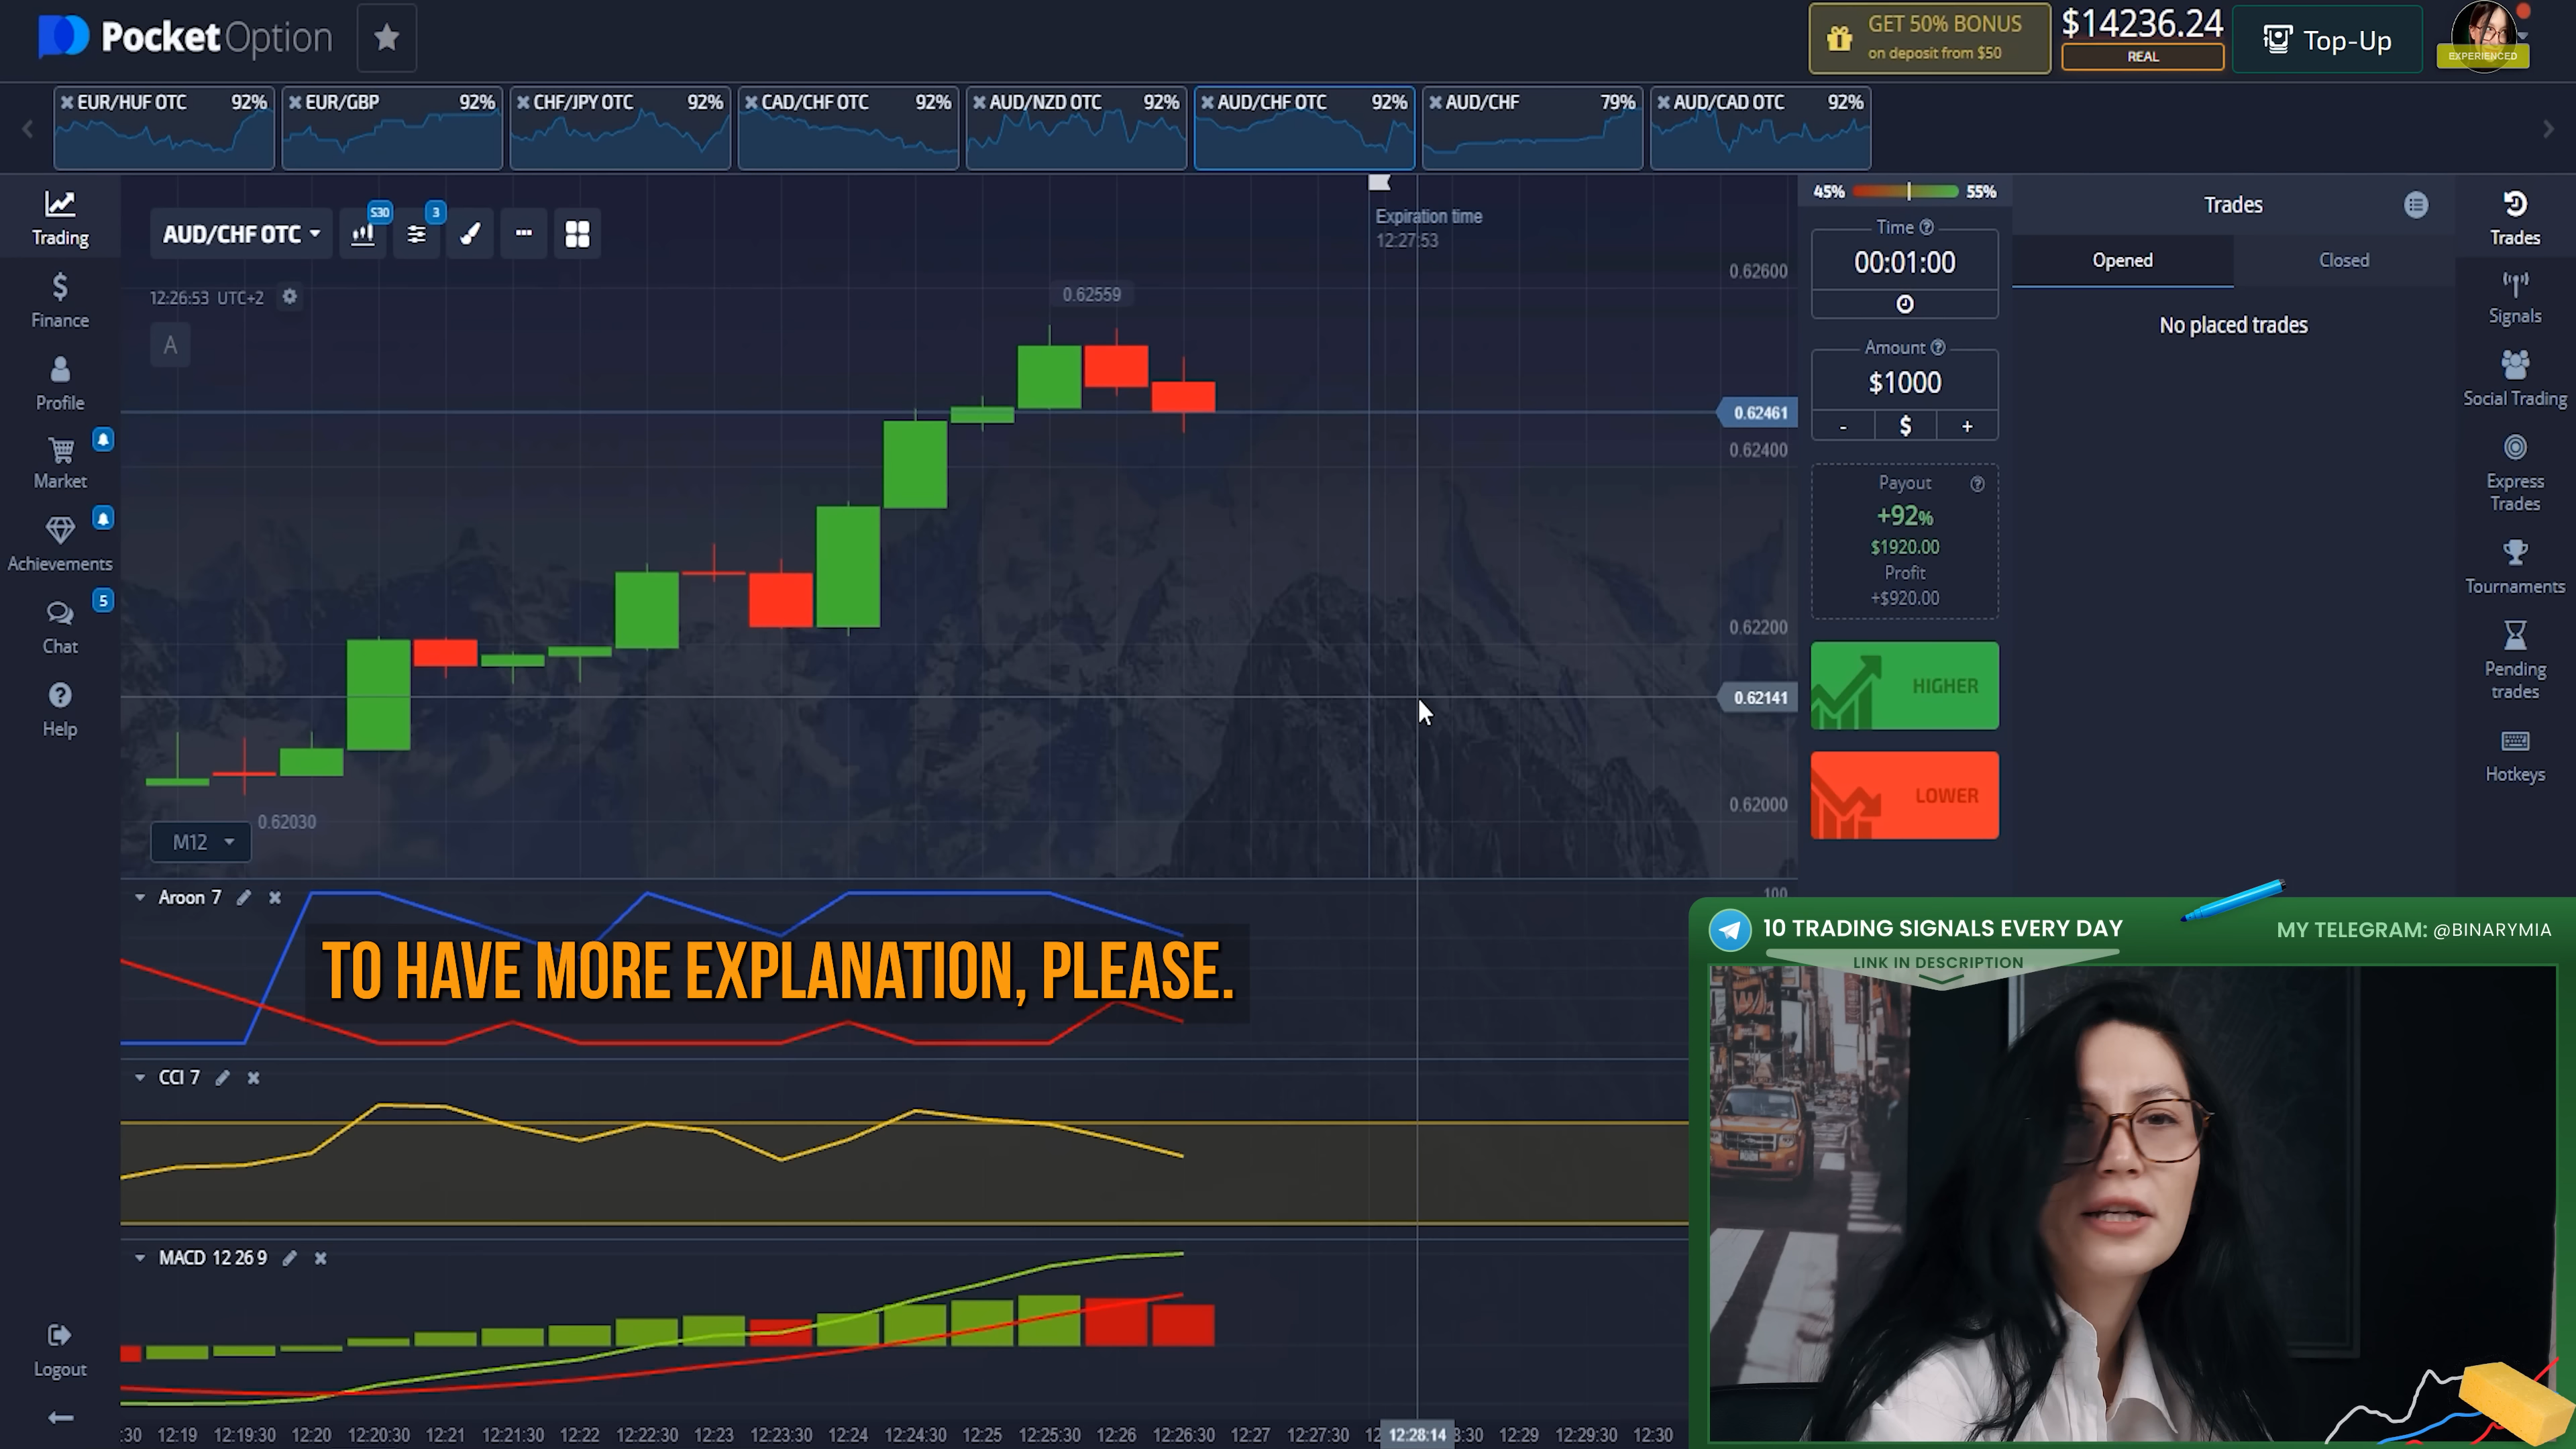 Pocket Option
GET 50% BONUS
on deposit from $50
$14236.24
REAL
Top-Up
EXPERIENCED
EUR/HUF OTC 92%
EUR/GBP 92%
CHF/JPY OTC 92%
CAD/CHF OTC 92%
AUD/NZD OTC 92%
AUD/CHF OTC 92%
AUD/CHF 79%
AUD/CAD OTC 92%
Trading
Finance
Profile
Market
Achievements
5
Chat
Help
Logout
AUD/CHF OTC
S30
3
12:26:53 UTC+2
A
Expiration time
12:27:53
0.62559
0.62600
0.62461
0.62400
0.62200
0.62141
0.62000
0.62030
M12
45% 55%
Time
00:01:00
Amount
$1000
- $ +
Payout
+92%
$1920.00
Profit
+$920.00
HIGHER
LOWER
Trades
Opened Closed
No placed trades
Trades
Signals
Social Trading
Express
Trades
Tournaments
Pending
trades
Hotkeys
Aroon 7
100
TO HAVE MORE EXPLANATION, PLEASE.
CCI 7
MACD 12 26 9
:30 12:19 12:19:30 12:20 12:20:30 12:21 12:21:30 12:22 12:22:30 12:23 12:23:30 12:24 12:24:30 12:25 12:25:30 12:26 12:26:30 12:27 12:27:30 12:28:14 12:29 12:29:30 12:30
10 TRADING SIGNALS EVERY DAY
MY TELEGRAM: @BINARYMIA
LINK IN DESCRIPTION